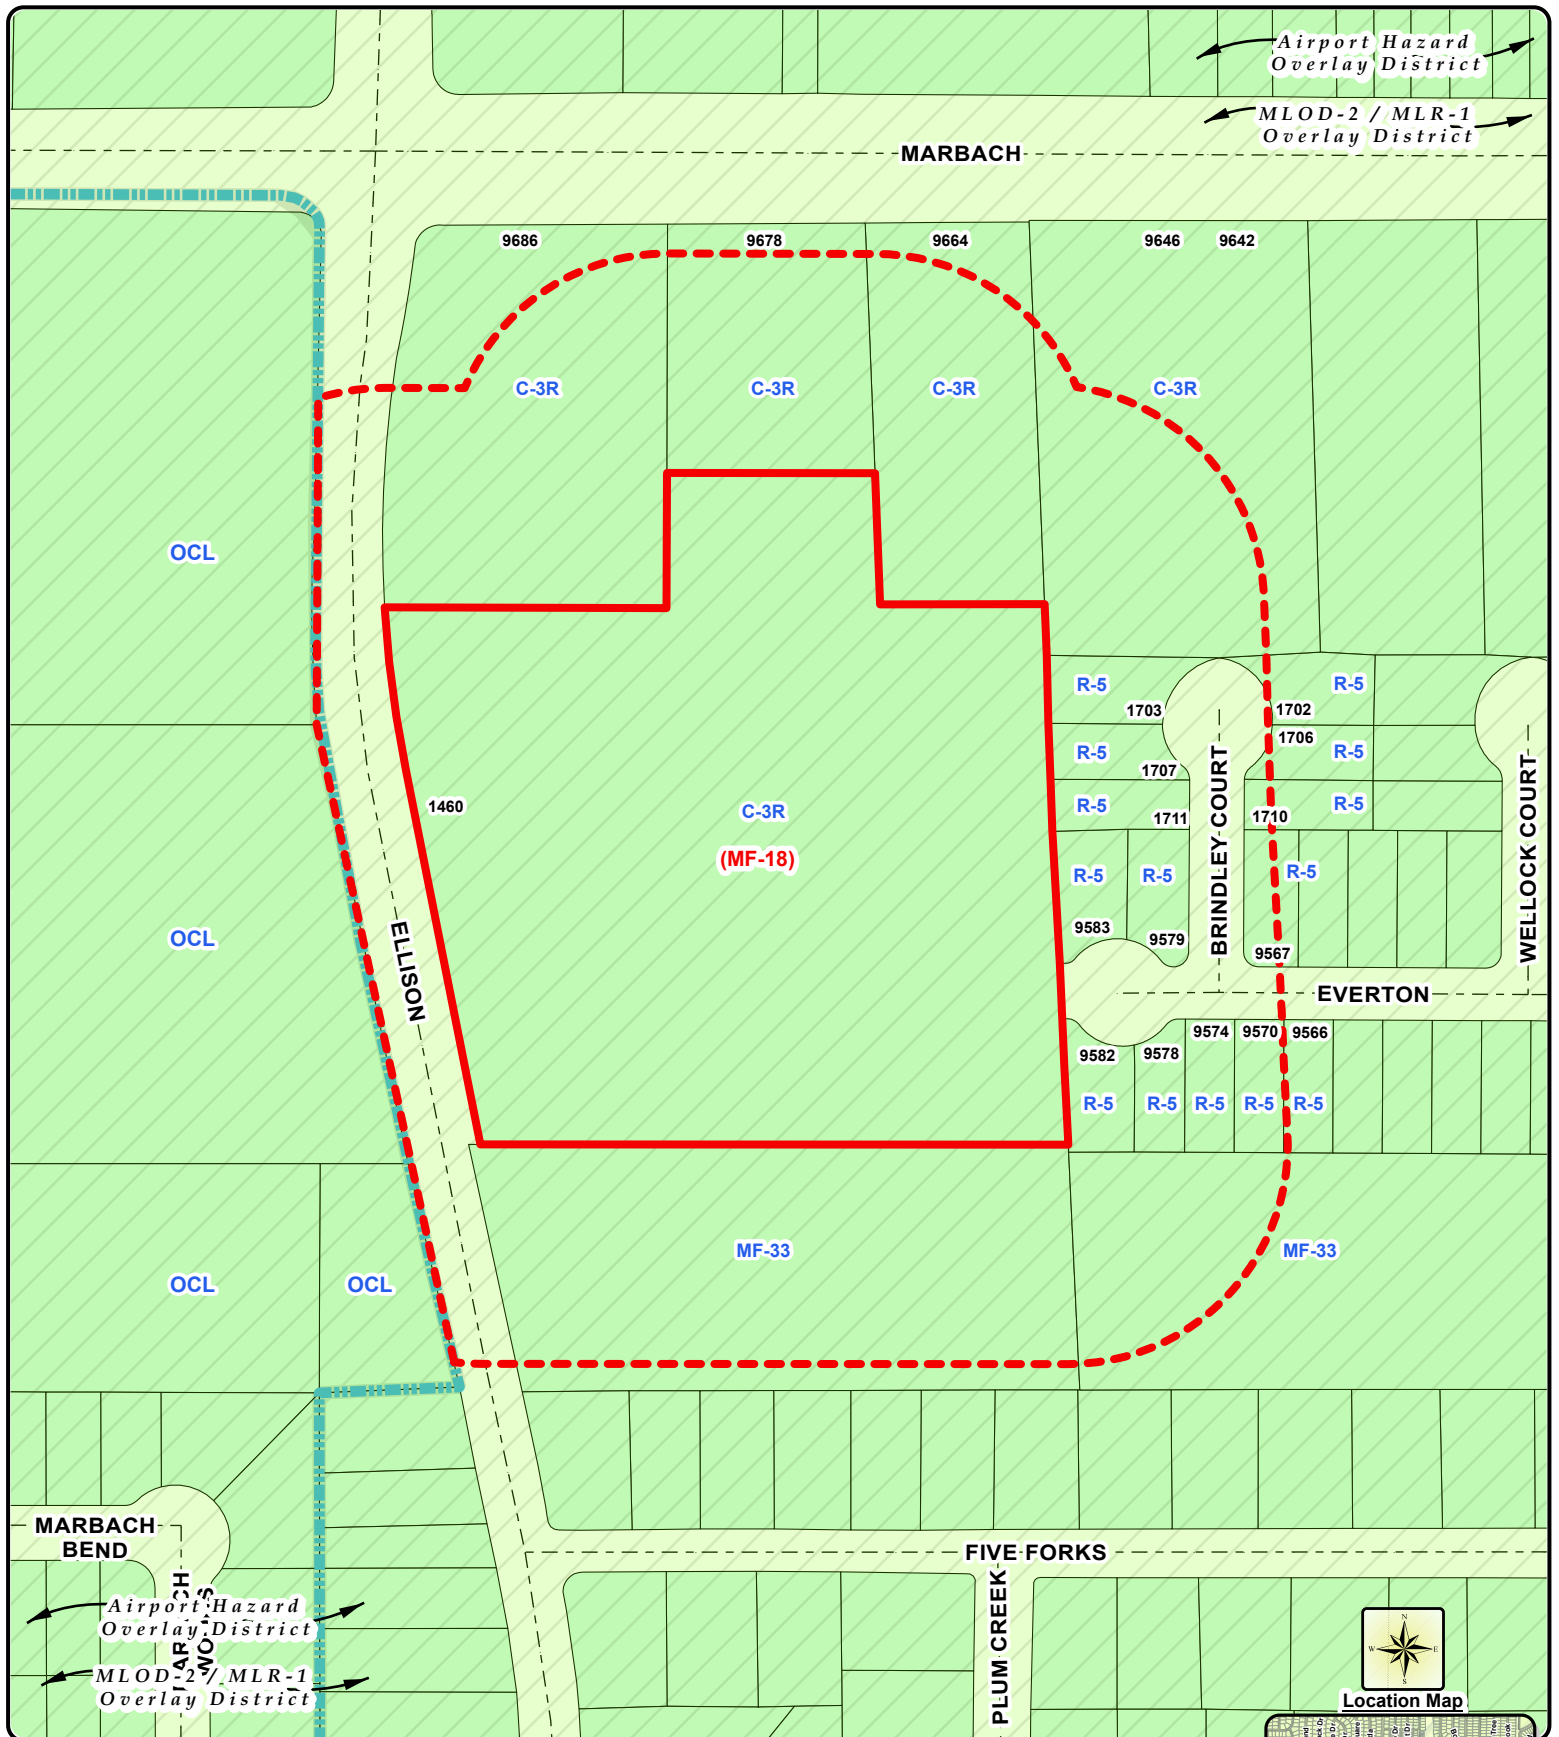 Airport Hazard
Overlay District
MLOD-2 / MLR-1
Overlay District
MARBACH
9686
9678
9664
9646
9642
C-3R
C-3R
C-3R
C-3R
OCL
R-5
R-5
1703
1702
1706
R-5
R-5
1707
R-5
R-5
1711
1710
1460
C-3R
(MF-18)
BRINDLEY COURT
WELLOCK COURT
R-5
R-5
R-5
9583
9579
9567
OCL
ELLISON
EVERTON
9574
9570
9566
9582
9578
R-5
R-5
R-5
R-5
R-5
MF-33
MF-33
OCL
OCL
MARBACH
BEND
FIVE FORKS
PLUM CREEK
Airport Hazard
Overlay District
MLOD-2 / MLR-1
Overlay District
N
W
E
S
Location Map